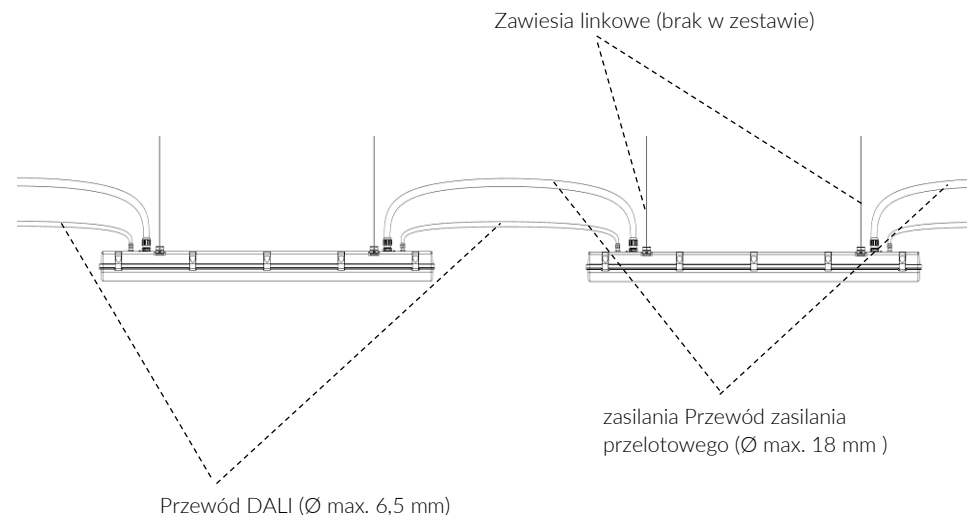 Zawiesia linkowe (brak w zestawie)
zasilania Przewód zasilania
przelotowego (Ø max. 18 mm )
Przewód DALI (Ø max. 6,5 mm)